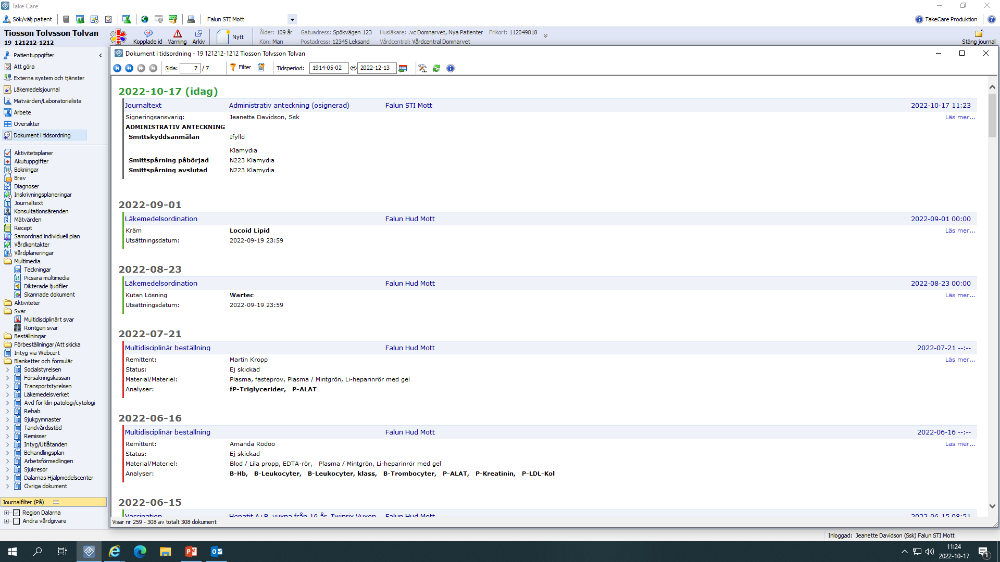 Take Care
Sök/välj patient
Falun STI Mott
TakeCare Produktion
Tiosson Tolvsson Tolvan
19 121212-1212
Kopplade id
Varning
Arkiv
Nytt
Ålder: 109 år
Kön: Man
Gatuadress: Spökvägen 123
Postadress: 12345 Leksand
Husläkare: .vc Domnarvet, Nya Patienter
Vårdcentral: Vårdcentral Domnarvet
Frikort: 112049818
Stäng journal
Patientuppgifter
Att göra
Externa system och tjänster
Läkemedelsjournal
Mätvärden/Laboratorielista
Arbete
Översikter
Dokument i tidsordning
Aktivitetsplaner
Akutuppgifter
Bokningar
Brev
Diagnoser
Inskrivningsplaneringar
Journaltext
Konsultationsärenden
Mätvärden
Recept
Samordnad individuell plan
Vårdkontakter
Vårdplaneringar
Multimedia
Teckningar
Picsara multimedia
Dikterade ljudfiler
Skannade dokument
Aktiviteter
Svar
Multidisciplinärt svar
Röntgen svar
Beställningar
Förbeställningar/Att skicka
Intyg via Webcert
Blanketter och formulär
Socialstyrelsen
Försäkringskassan
Transportstyrelsen
Läkemedelsverket
Avd för klin patologi/cytologi
Rehab
Sjukgymnaster
Tandvårdsstöd
Remisser
Intyg/Utlåtanden
Behandlingsplan
Arbetsförmedlingen
Sjukresor
Dalarnas Hjälpmedelscenter
Övriga dokument
Journalfilter (På)
Region Dalarna
Andra vårdgivare
Dokument i tidsordning - 19 121212-1212 Tiosson Tolvsson Tolvan
Sida: 7 / 7
Filter
Tidsperiod: 1914-05-02 2022-12-13
2022-10-17 (idag)
Journaltext Administrativ anteckning (osignerad) Falun STI Mott 2022-10-17 11:23
Signeringsansvarig: Jeanette Davidson, Ssk Läs mer...
ADMINISTRATIV ANTECKNING
Smittskyddsanmälan Ifylld
Klamydia
Smittspårning påbörjad N223 Klamydia
Smittspårning avslutad N223 Klamydia
2022-09-01
Läkemedelsordination Falun Hud Mott 2022-09-01 00:00
Kräm Locoid Lipid Läs mer...
Utsättningsdatum: 2022-09-19 23:59
2022-08-23
Läkemedelsordination Falun Hud Mott 2022-08-23 00:00
Kutan Lösning Wartec Läs mer...
Utsättningsdatum: 2022-09-19 23:59
2022-07-21
Multidisciplinär beställning Falun Hud Mott 2022-07-21 --:--
Remittent: Martin Kropp Läs mer...
Status: Ej skickad
Material/Materiel: Plasma, fasteprov, Plasma / Mintgrön, Li-heparinrör med gel
Analyser: fP-Triglycerider, P-ALAT
2022-06-16
Multidisciplinär beställning Falun Hud Mott 2022-06-16 --:--
Remittent: Amanda Rödöö Läs mer...
Status: Ej skickad
Material/Materiel: Blod / Lila propp, EDTA-rör, Plasma / Mintgrön, Li-heparinrör med gel
Analyser: B-Hb, B-Leukocyter, B-Leukocyter, klass, B-Trombocyter, P-ALAT, P-Kreatinin, P-LDL-Kol
2022-06-15
Vaccination Hepatit A+B, vuxna från 16 år, Twinrix Vuxen Falun Hud Mott 2022-06-15 08:51
Visar nr 259 - 308 av totalt 308 dokument
Inloggad: Jeanette Davidson (Ssk) Falun STI Mott
11:24
2022-10-17
1